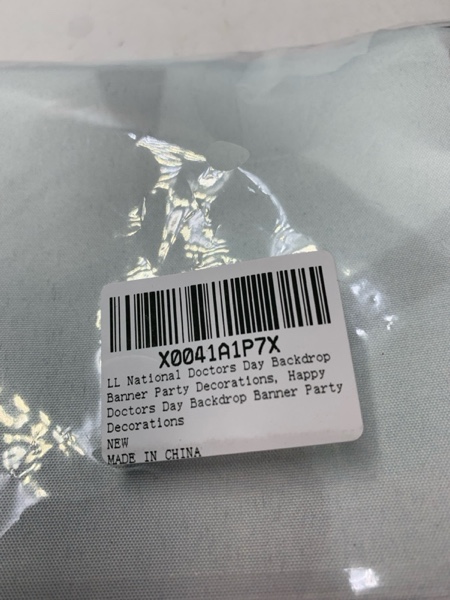 X0041A1P7X
LL National Doctors Day Backdrop
Banner Party Decorations, Happy
Doctors Day Backdrop Banner Party
Decorations
NEW
MADE IN CHINA